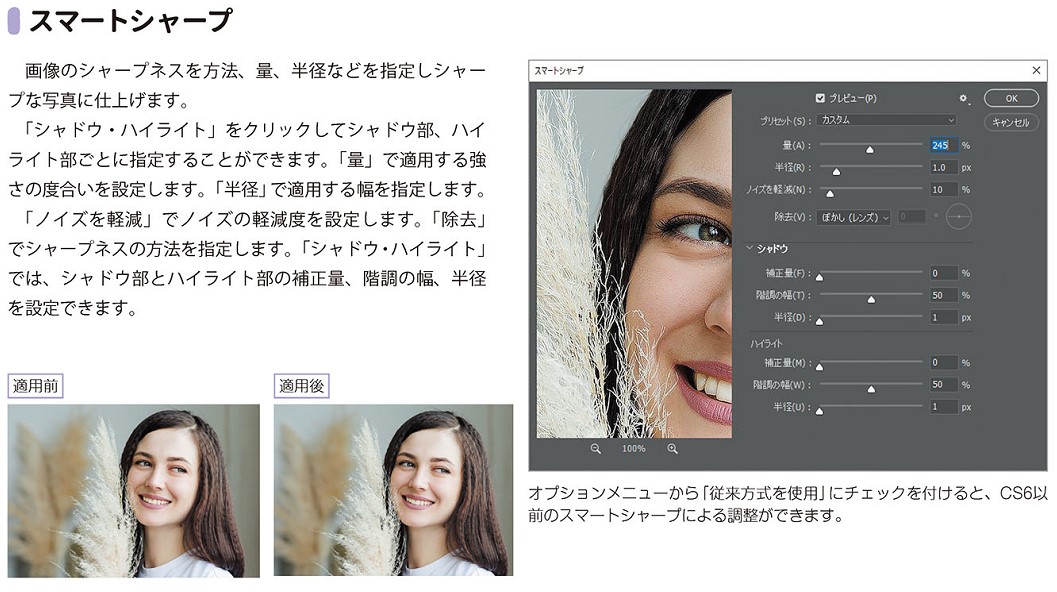 スマートシャープ
画像のシャープネスを方法、量、半径などを指定しシャー
プな写真に仕上げます。
「シャドウ・ハイライト」をクリックしてシャドウ部、ハイ
ライト部ごとに指定することができます。「量」で適用する強
さの度合いを設定します。「半径」で適用する幅を指定します。
「ノイズを軽減」でノイズの軽減度を設定します。「除去」
でシャープネスの方法を指定します。「シャドウ・ハイライト」
では、シャドウ部とハイライト部の補正量、階調の幅、半径
を設定できます。
適用前
適用後
スマートシャープ
プレビュー(P)
OK
プリセット(S)： カスタム
キャンセル
量(A)： 245 %
半径(R)： 1.0 px
ノイズを軽減(N)： 10 %
除去(V)： ぼかし (レンズ) 0 °
シャドウ
補正量(F)： 0 %
階調の幅(T)： 50 %
半径(D)： 1 px
ハイライト
補正量(M)： 0 %
階調の幅(W)： 50 %
半径(U)： 1 px
100%
オプションメニューから「従来方式を使用」にチェックを付けると、CS6以
前のスマートシャープによる調整ができます。